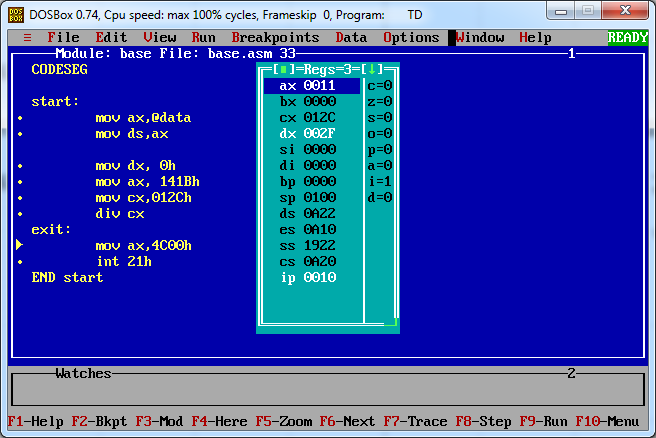 DOSBox 0.74, Cpu speed: max 100% cycles, Frameskip 0, Program: TD
≡ File Edit View Run Breakpoints Data Options Window Help READY
Module: base File: base.asm 33 1
CODESEG
start:
mov ax,@data
mov ds,ax
mov dx, 0h
mov ax, 141Bh
mov cx,012Ch
div cx
exit:
mov ax,4C00h
int 21h
END start
[■]=Regs=3=[↓]
ax 0011 c=0
bx 0000 z=0
cx 012C s=0
dx 002F o=0
si 0000 p=0
di 0000 a=0
bp 0000 i=1
sp 0100 d=0
ds 0A22
es 0A10
ss 1922
cs 0A20
ip 0010
Watches 2
F1-Help F2-Bkpt F3-Mod F4-Here F5-Zoom F6-Next F7-Trace F8-Step F9-Run F10-Menu